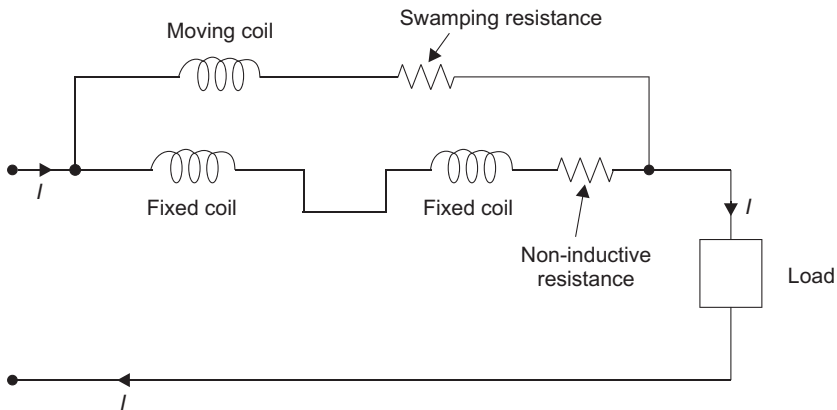 Swamping resistance
Moving coil
I
Fixed coil
Fixed coil
I
Non-inductive
resistance
Load
I